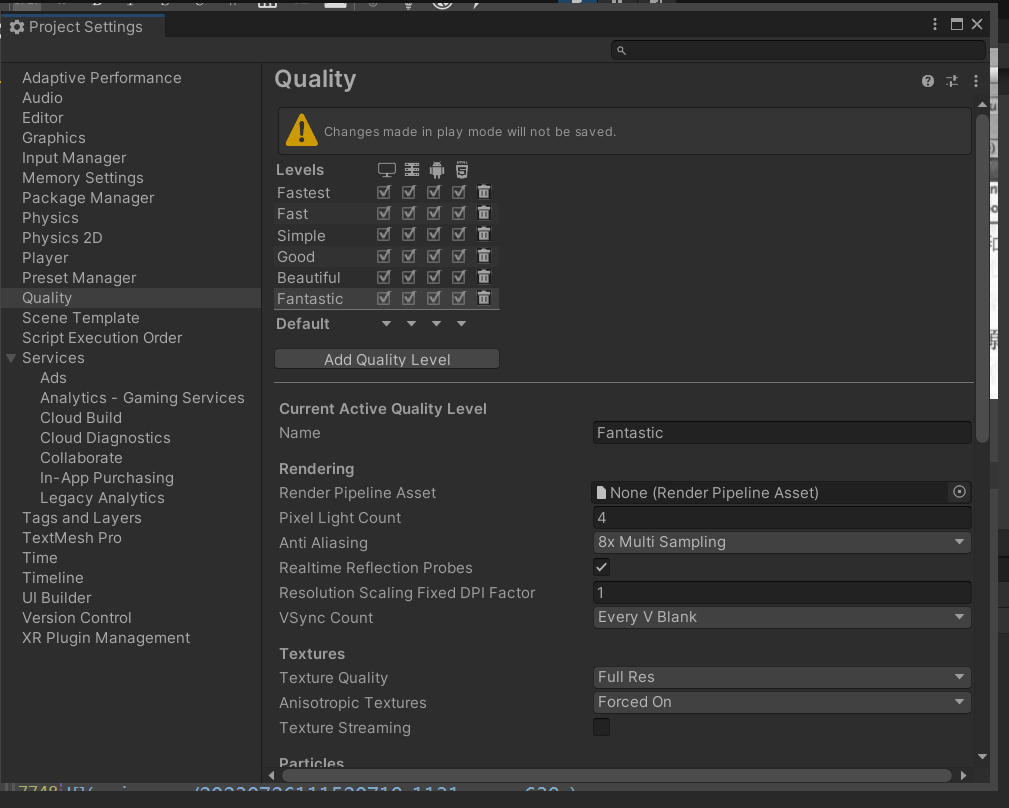 Project Settings
Adaptive Performance
Audio
Editor
Graphics
Input Manager
Memory Settings
Package Manager
Physics
Physics 2D
Player
Preset Manager
Quality
Scene Template
Script Execution Order
Services
Ads
Analytics - Gaming Services
Cloud Build
Cloud Diagnostics
Collaborate
In-App Purchasing
Legacy Analytics
Tags and Layers
TextMesh Pro
Time
Timeline
UI Builder
Version Control
XR Plugin Management
Quality
Changes made in play mode will not be saved.
Levels
Fastest
Fast
Simple
Good
Beautiful
Fantastic
Default
Add Quality Level
Current Active Quality Level
Name Fantastic
Rendering
Render Pipeline Asset None (Render Pipeline Asset)
Pixel Light Count 4
Anti Aliasing 8x Multi Sampling
Realtime Reflection Probes
Resolution Scaling Fixed DPI Factor 1
VSync Count Every V Blank
Textures
Texture Quality Full Res
Anisotropic Textures Forced On
Texture Streaming
Particles